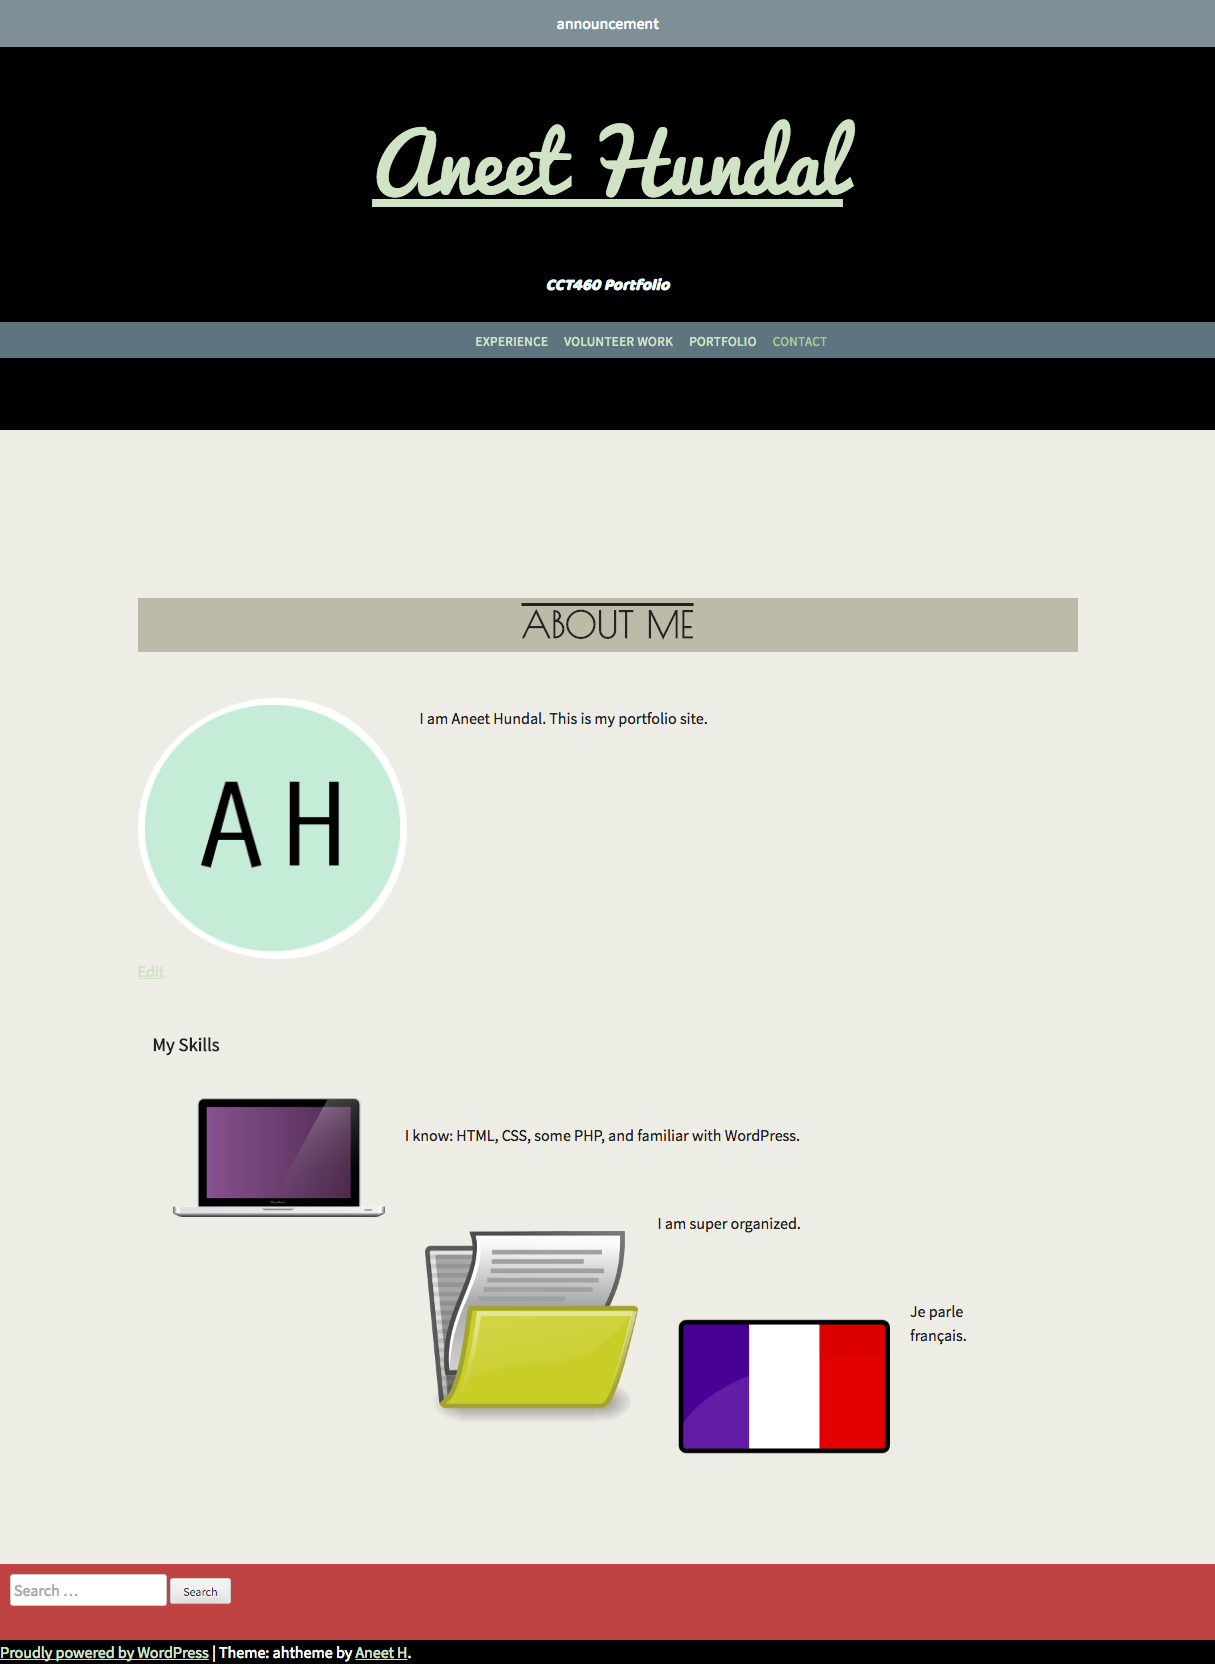 announcement
Aneet Hundal
CCT460 Portfolio
EXPERIENCE VOLUNTEER WORK PORTFOLIO CONTACT
ABOUT ME
I am Aneet Hundal. This is my portfolio site.
A H
Edit
My Skills
I know: HTML, CSS, some PHP, and familiar with WordPress.
I am super organized.
Je parle
français.
Search … Search
Proudly powered by WordPress | Theme: ahtheme by Aneet H.